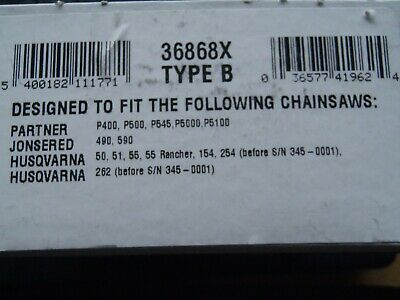 36868X
TYPE B
5 400182 111771
0 36577 41962 4
DESIGNED TO FIT THE FOLLOWING CHAINSAWS:
PARTNER P400, P500, P545,P5000,P5100
JONSERED 490, 590
HUSQVARNA 50, 51, 55, 55 Rancher, 154, 254 (before S/N 345-0001),
HUSQVARNA 262 (before S/N 345-0001)